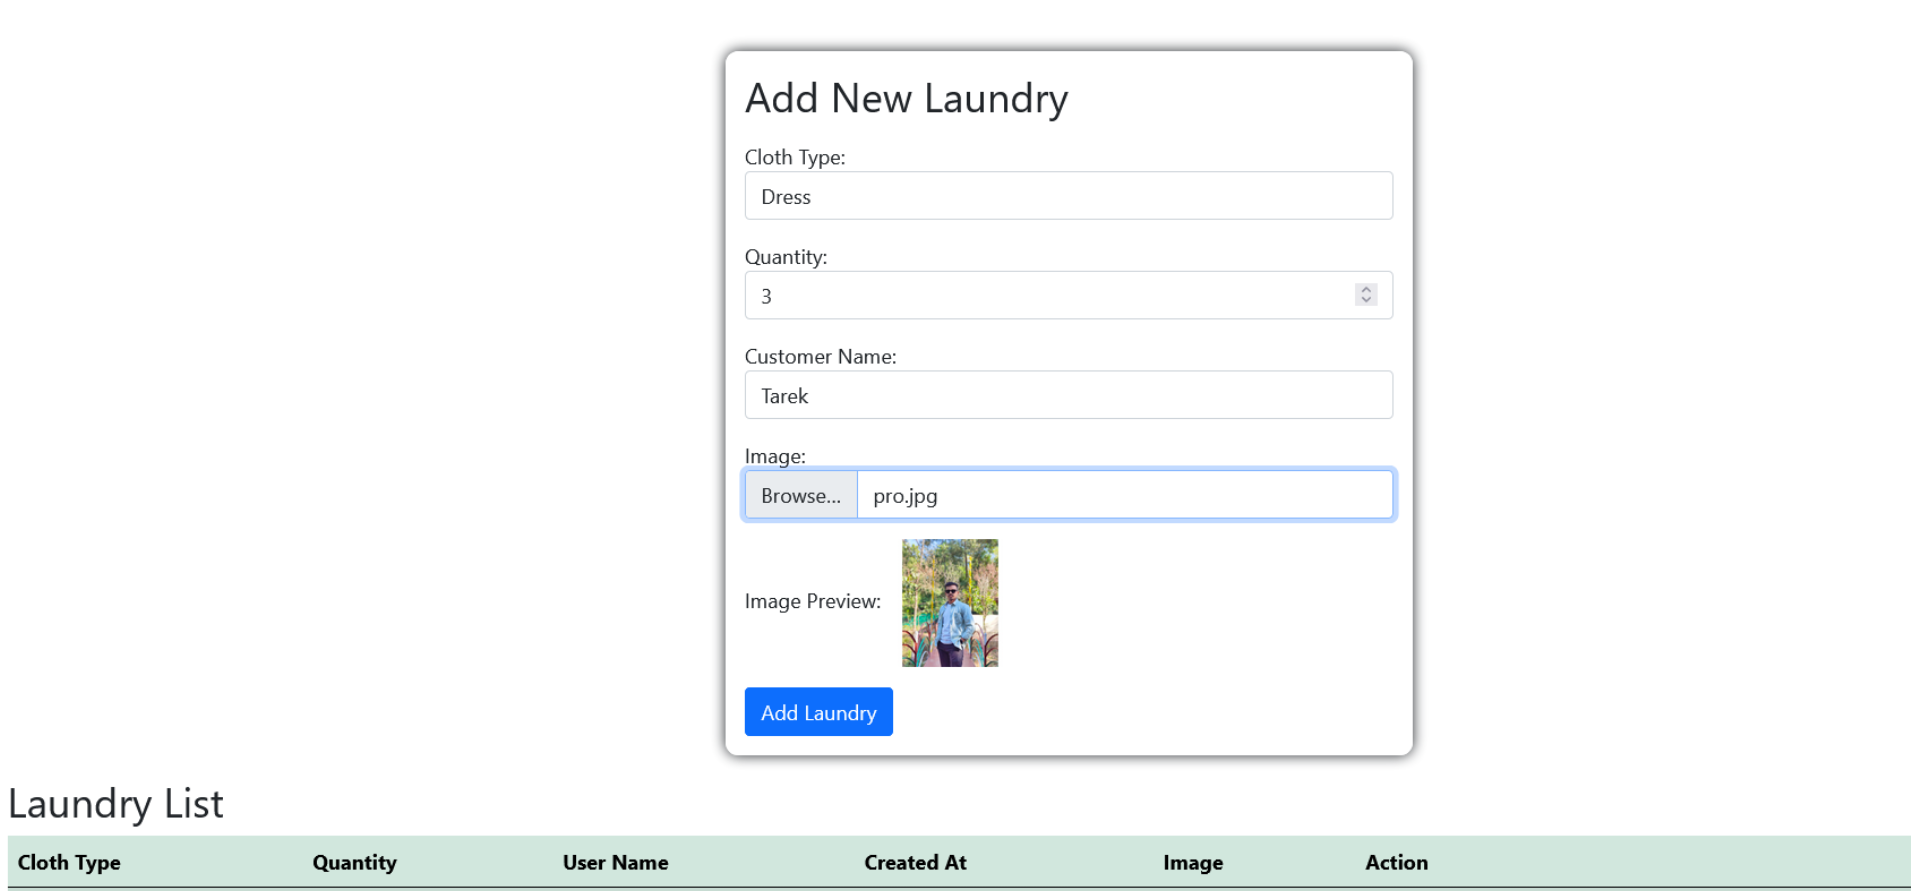 Add New Laundry
Cloth Type:
Dress
Quantity:
3
Customer Name:
Tarek
Image:
Browse... pro.jpg
Image Preview:
Add Laundry
Laundry List
Cloth Type Quantity User Name Created At Image Action